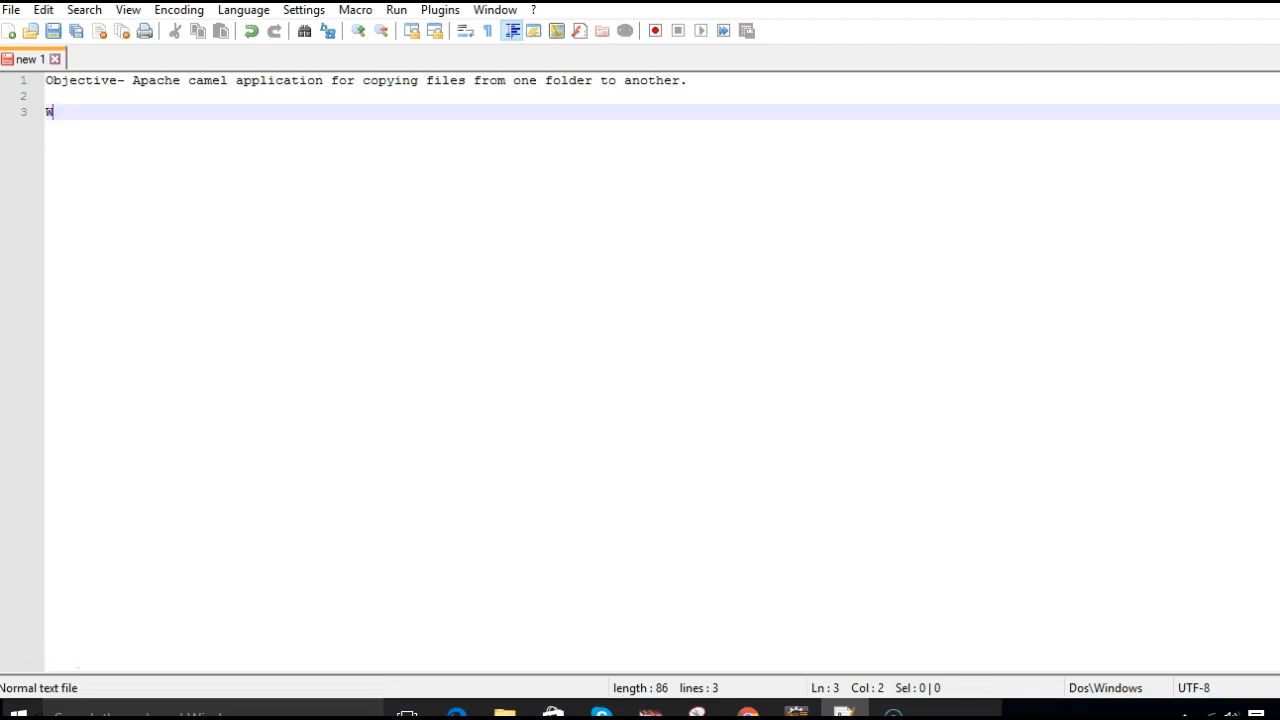 File Edit Search View Encoding Language Settings Macro Run Plugins Window ?
new 1
1 Objective- Apache camel application for copying files from one folder to another.
2
3 W
Normal text file length : 86 lines : 3 Ln : 3 Col : 2 Sel : 0 | 0 Dos\Windows UTF-8